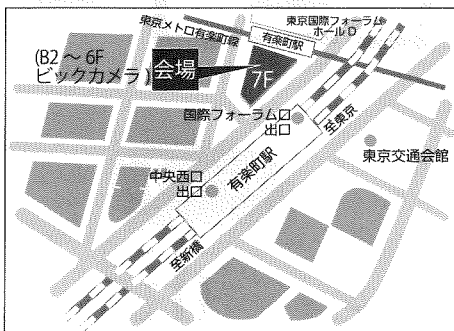 東京メトロ有楽町線
有楽町駅
東京国際フォーラム
ホールD
(B2～6F
ビックカメラ)
会場
7F
国際フォーラム口
出口
至東京
東京交通会館
中央西口
出口
有楽町駅
至新橋